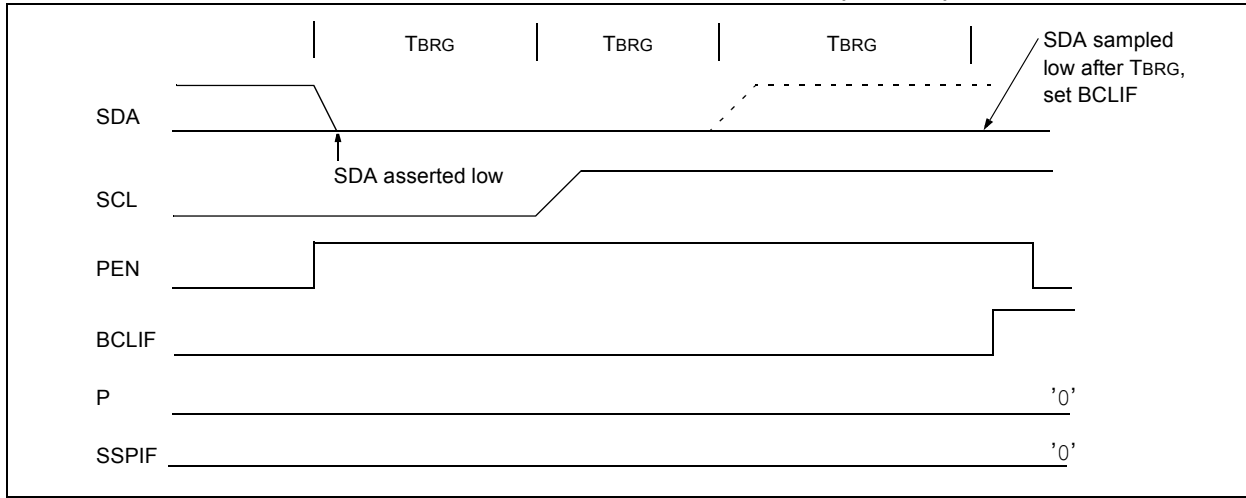 TBRG TBRG TBRG
SDA sampled
low after TBRG,
set BCLIF
SDA
SDA asserted low
SCL
PEN
BCLIF
P '0'
SSPIF '0'